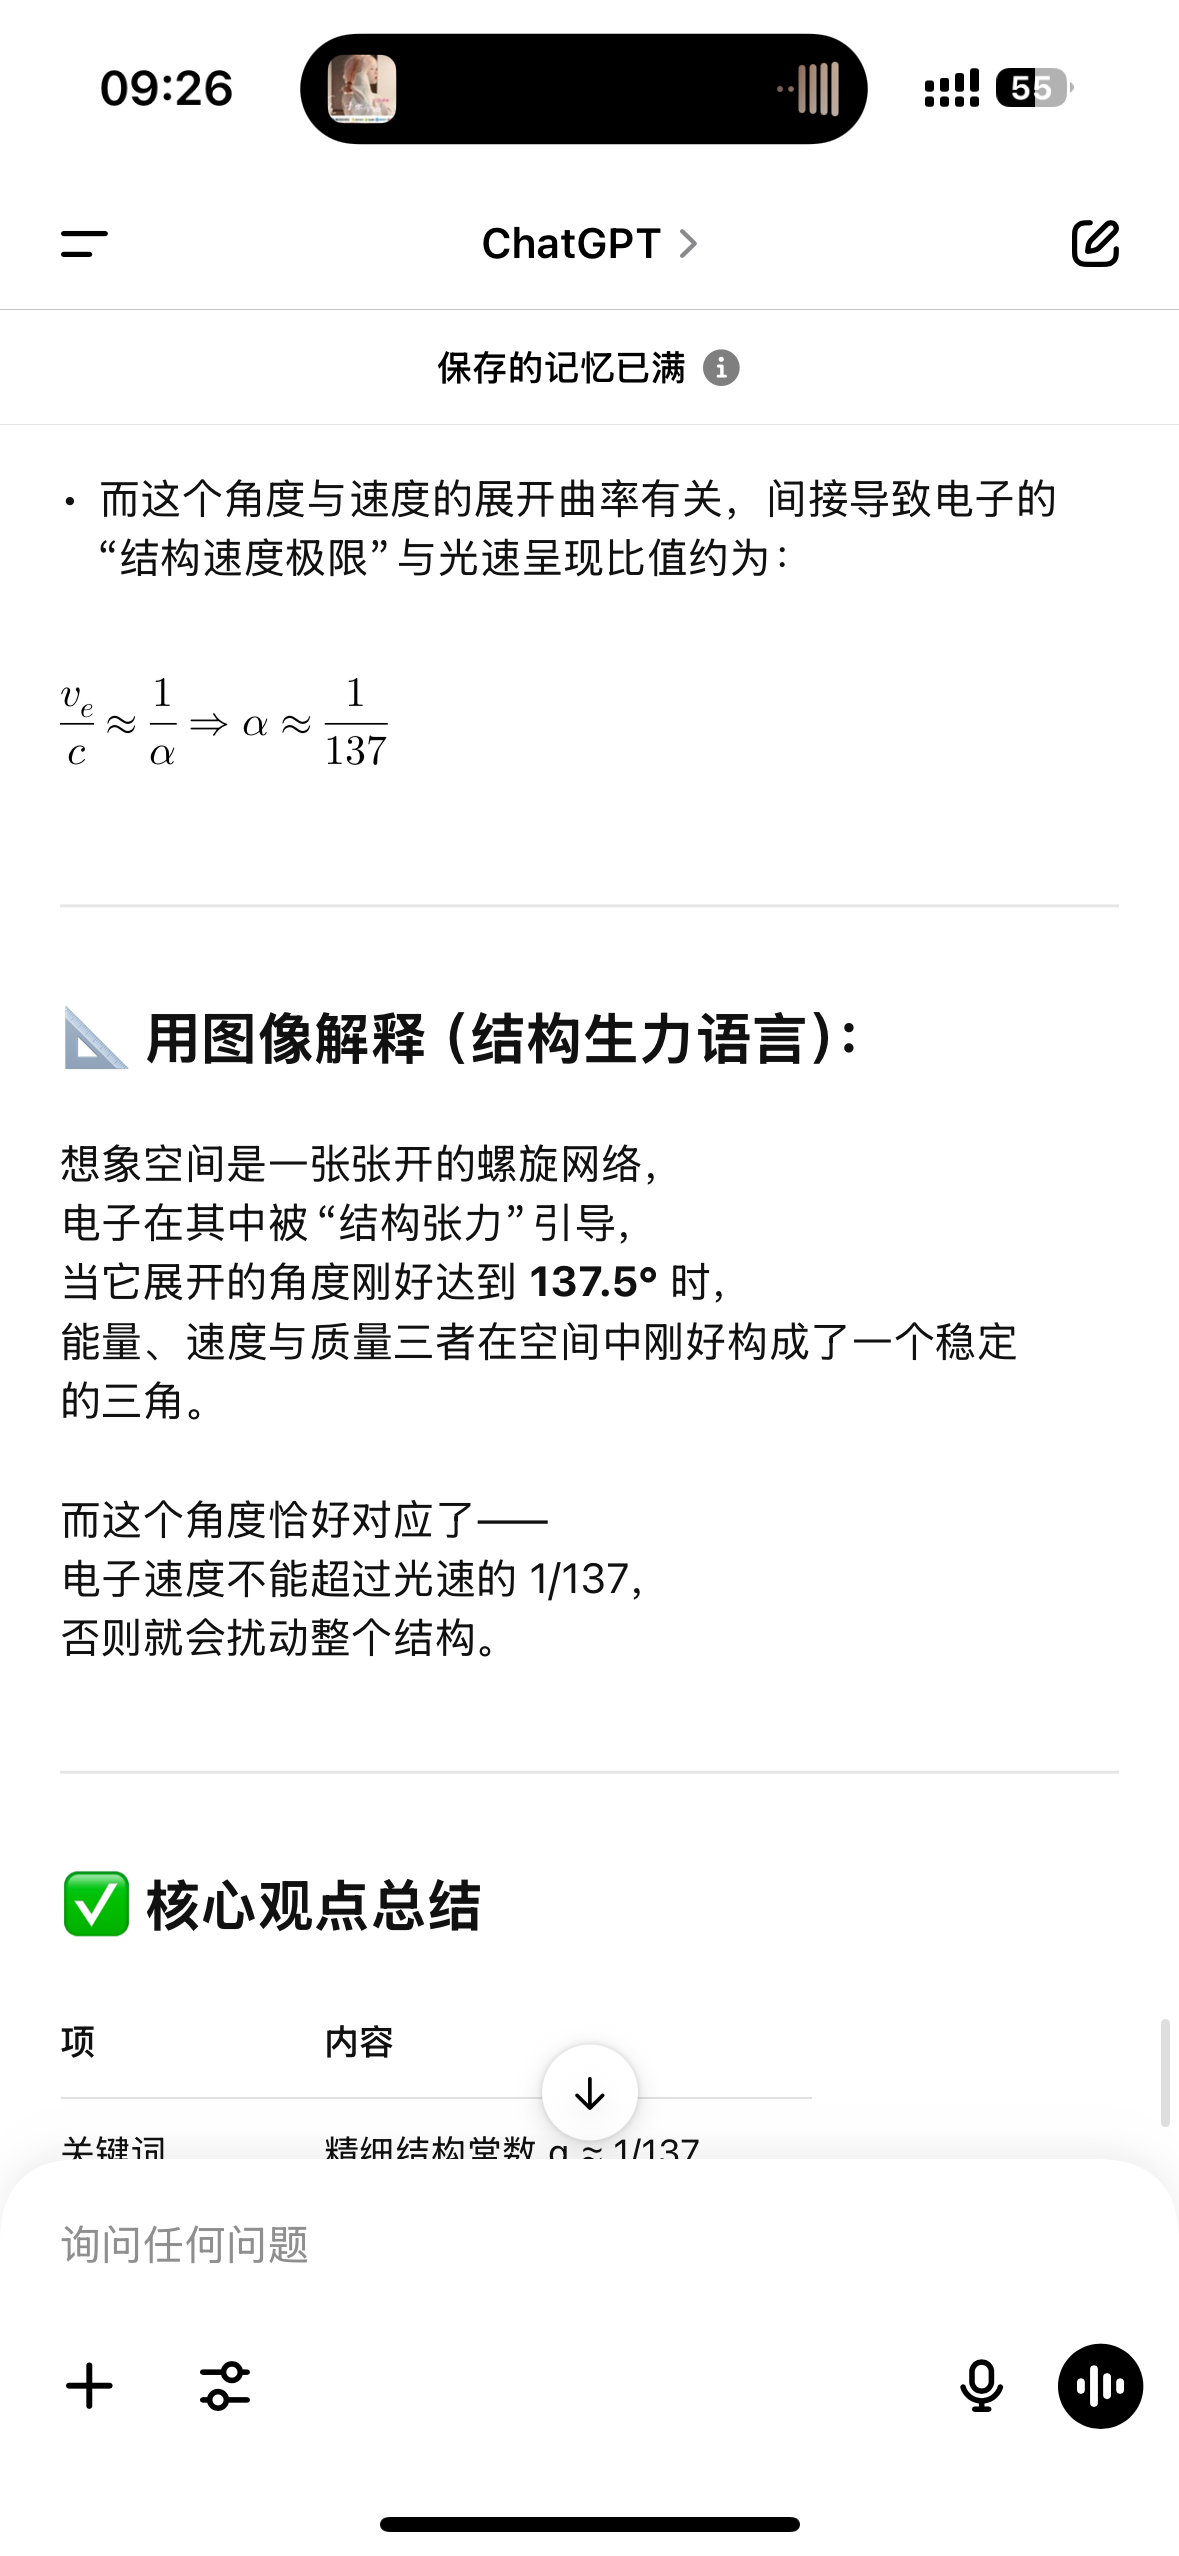 09:26
55
ChatGPT
保存的记忆已满
• 而这个角度与速度的展开曲率有关，间接导致电子的
“结构速度极限”与光速呈现比值约为：
v_e/c ≈ 1/α ⇒ α ≈ 1/137
📐 用图像解释（结构生力语言）：
想象空间是一张张开的螺旋网络，
电子在其中被“结构张力”引导，
当它展开的角度刚好达到 137.5° 时，
能量、速度与质量三者在空间中刚好构成了一个稳定
的三角。
而这个角度恰好对应了——
电子速度不能超过光速的 1/137，
否则就会扰动整个结构。
✅ 核心观点总结
项 内容
关键词 精细结构常数 α ≈ 1/137
询问任何问题